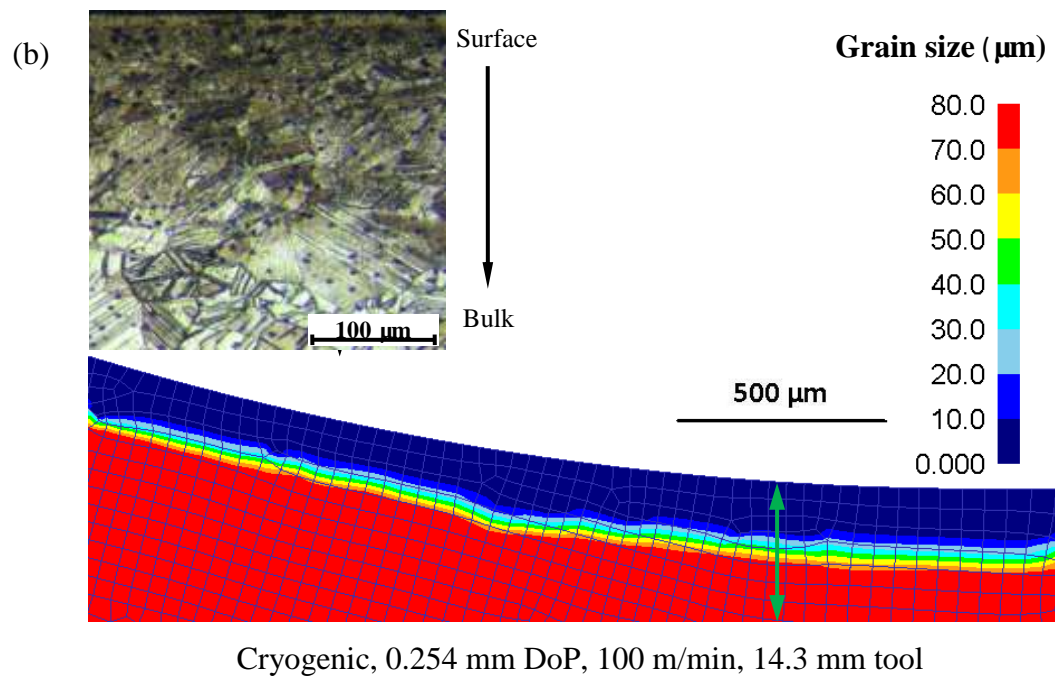 (b)
Surface
Bulk
100 µm
Grain size (µm)
80.0
70.0
60.0
50.0
40.0
30.0
20.0
10.0
0.000
500 µm
Cryogenic, 0.254 mm DoP, 100 m/min, 14.3 mm tool